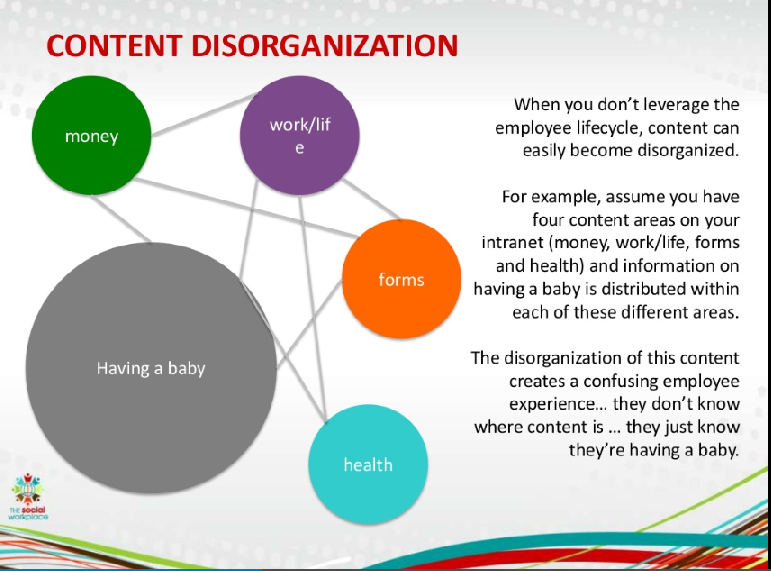 CONTENT DISORGANIZATION
money
work/lif
e
When you don’t leverage the
employee lifecycle, content can
easily become disorganized.
For example, assume you have
four content areas on your
intranet (money, work/life, forms
and health) and information on
having a baby is distributed within
each of these different areas.
forms
Having a baby
The disorganization of this content
creates a confusing employee
experience… they don’t know
where content is … they just know
they’re having a baby.
health
THE social
workplace